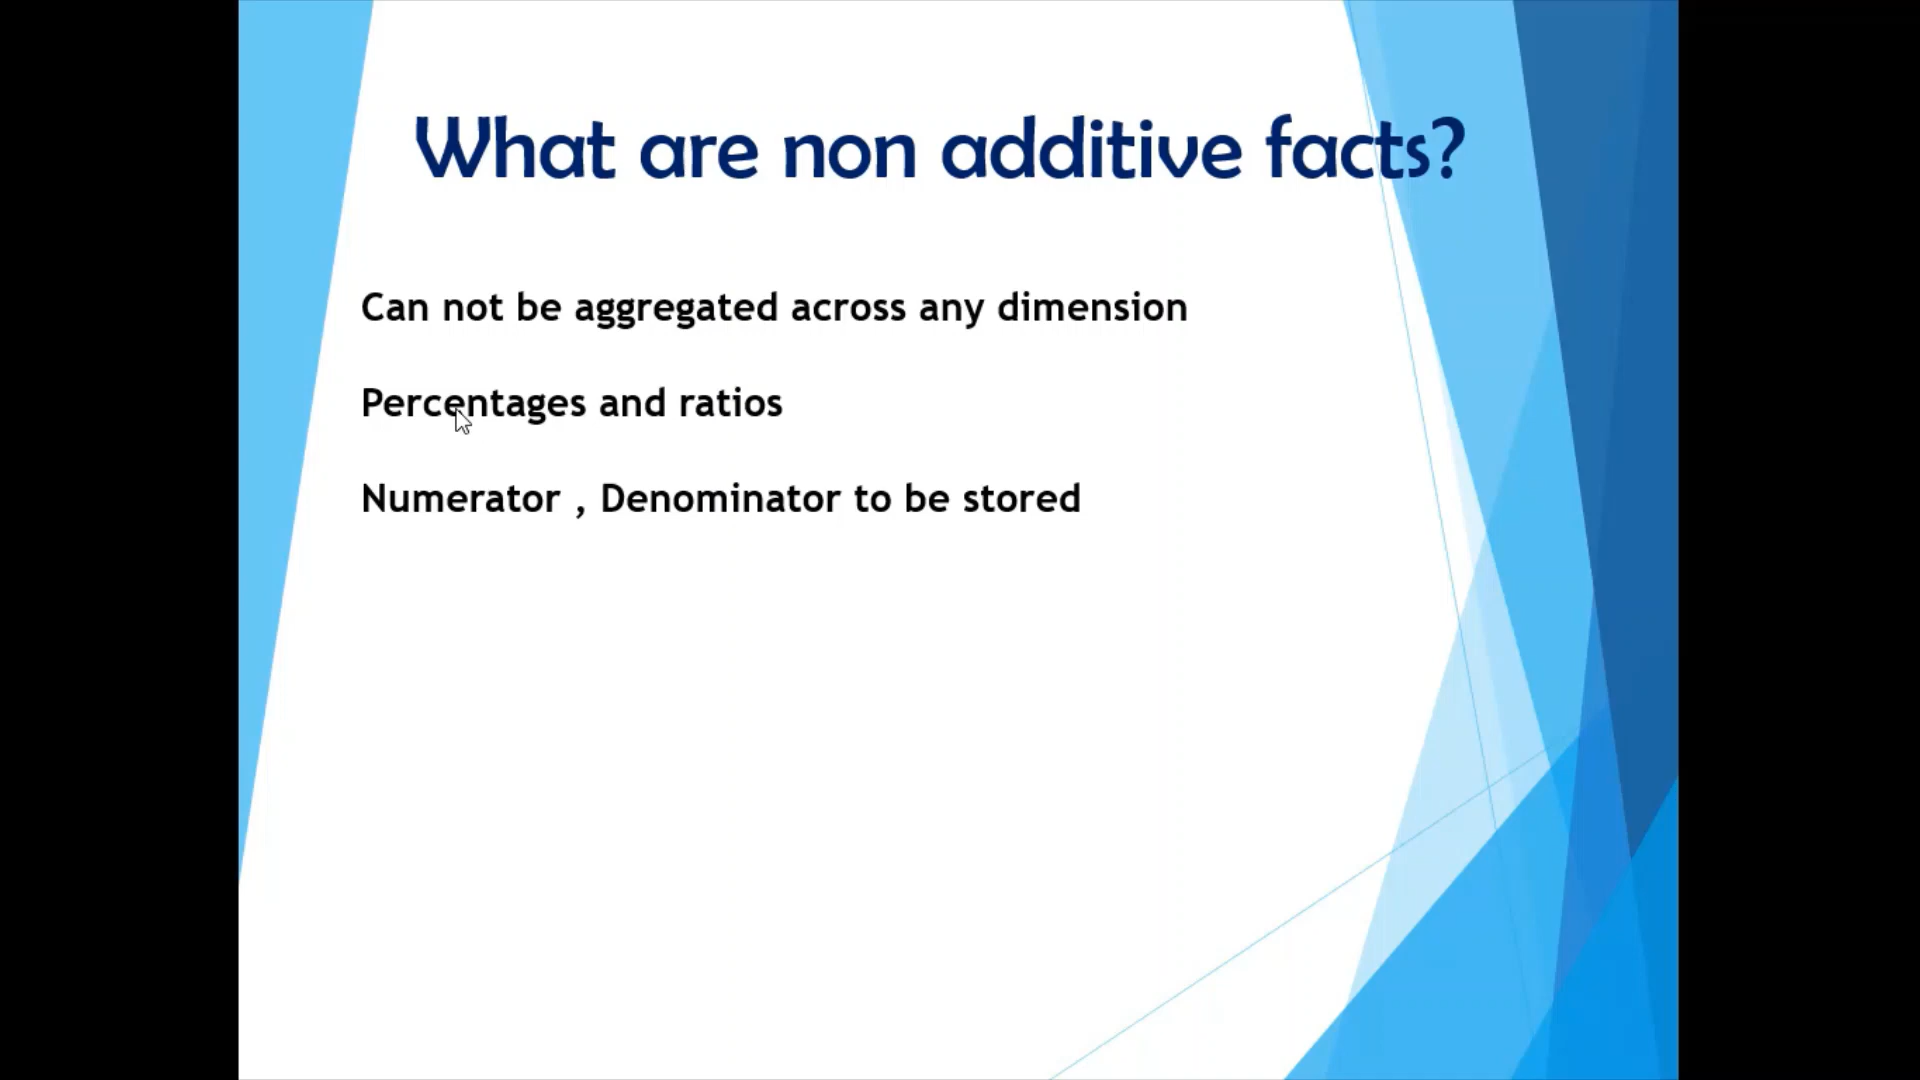 What are non additive facts?
Can not be aggregated across any dimension
Percentages and ratios
Numerator , Denominator to be stored